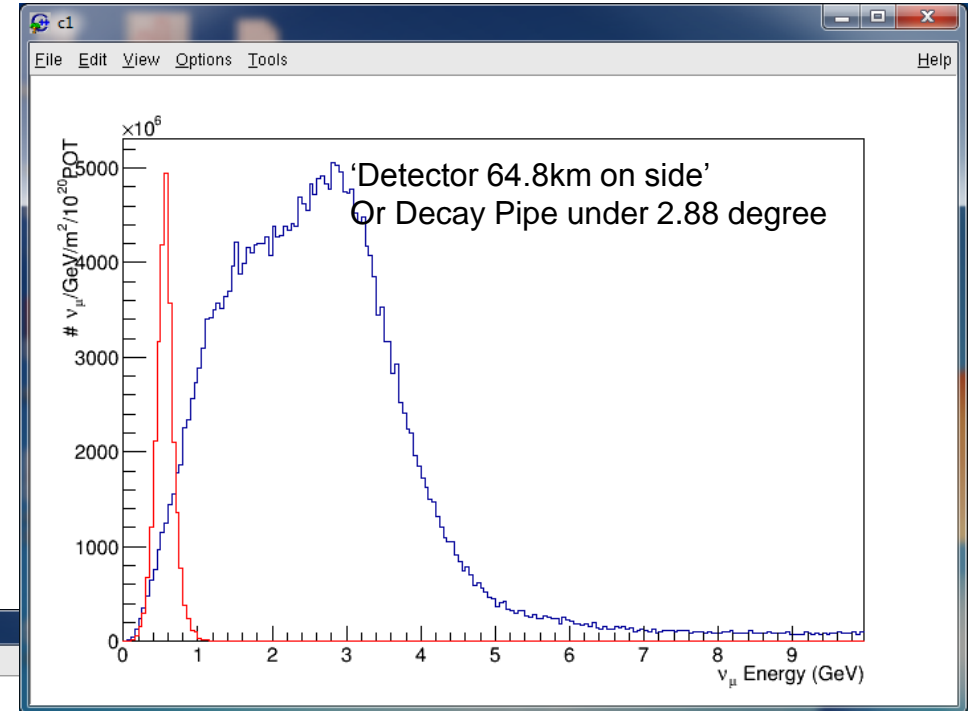 c1
File Edit View Options Tools Help
×10⁶
# νμ/GeV/m²/10²⁰POT
5000
4000
3000
2000
1000
0
'Detector 64.8km on side'
Or Decay Pipe under 2.88 degree
0 1 2 3 4 5 6 7 8 9
νμ Energy (GeV)